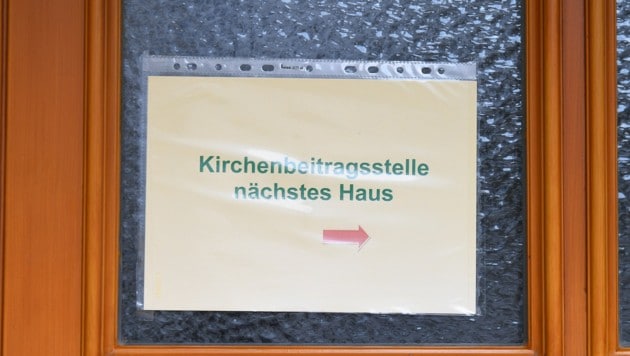 Kirchenbeitragsstelle
nächstes Haus